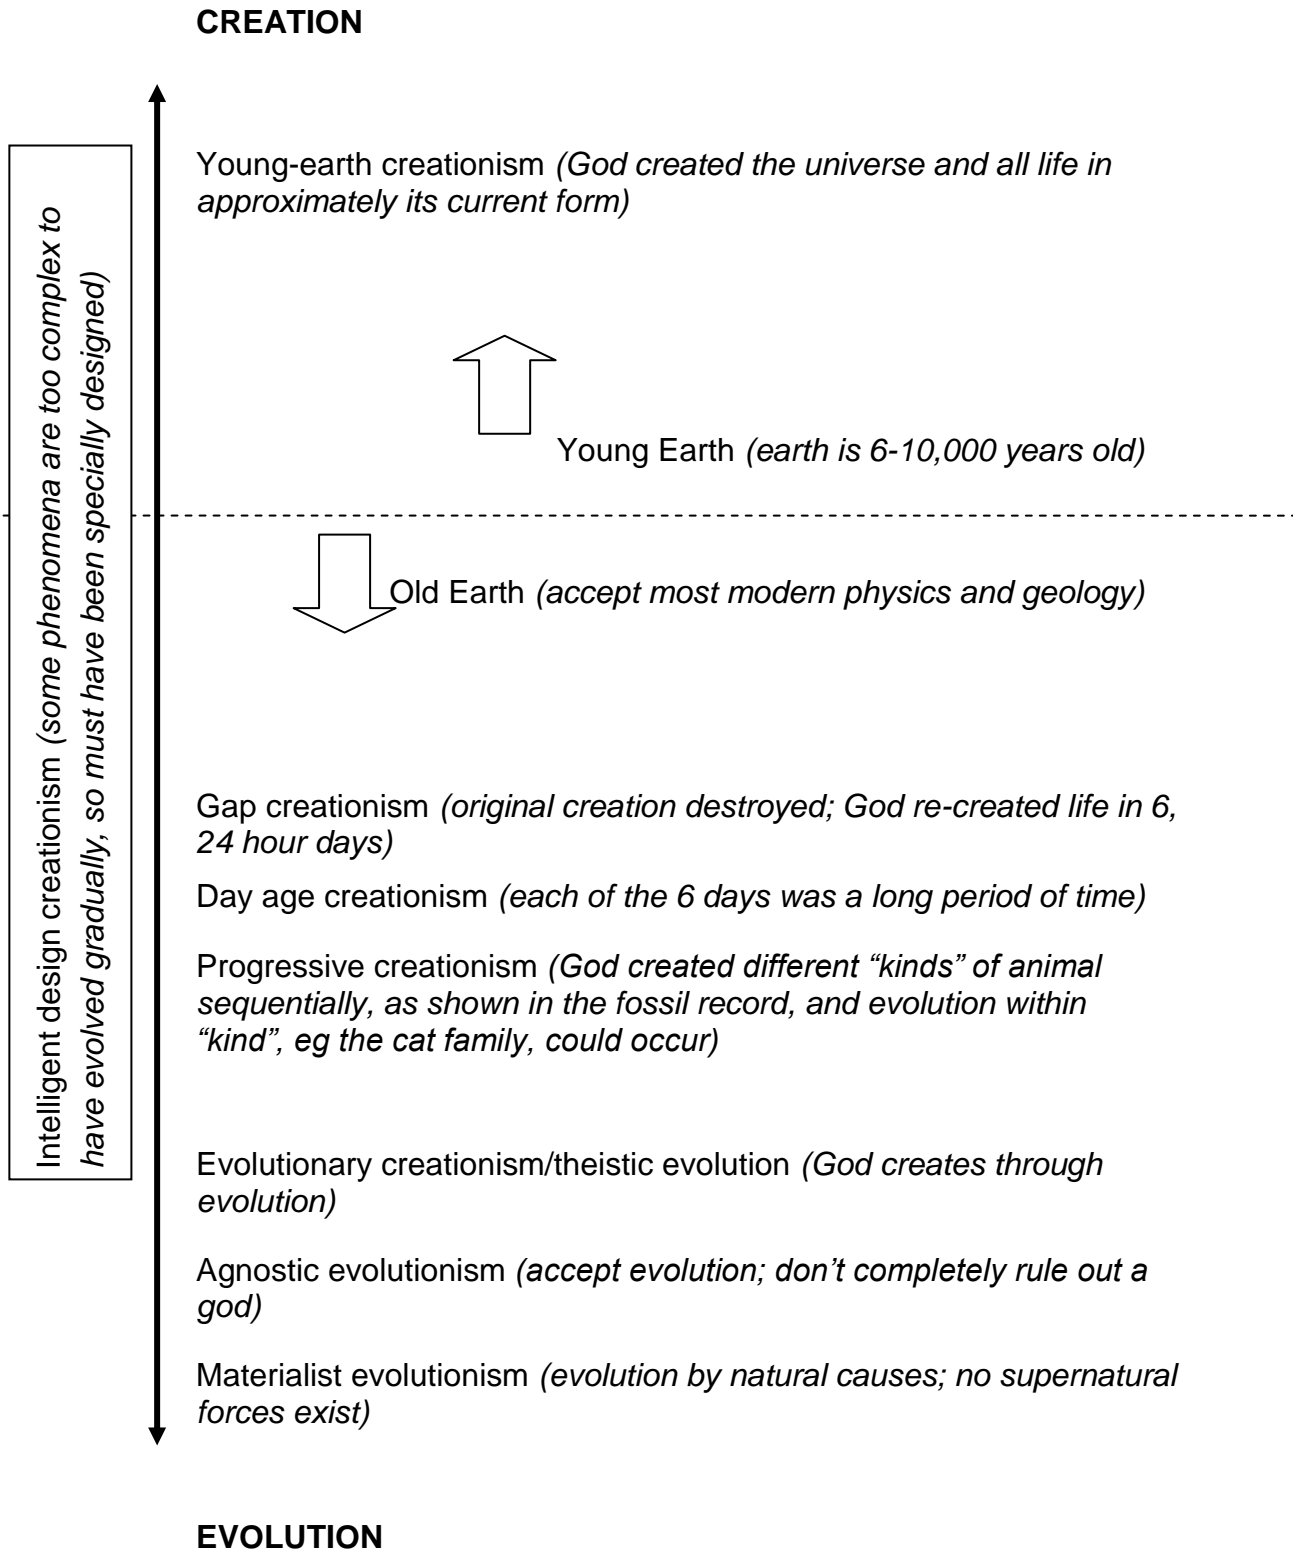 CREATION
Intelligent design creationism (some phenomena are too complex to
have evolved gradually, so must have been specially designed)
Young-earth creationism (God created the universe and all life in
approximately its current form)
Young Earth (earth is 6-10,000 years old)
Old Earth (accept most modern physics and geology)
Gap creationism (original creation destroyed; God re-created life in 6,
24 hour days)
Day age creationism (each of the 6 days was a long period of time)
Progressive creationism (God created different “kinds” of animal
sequentially, as shown in the fossil record, and evolution within
“kind”, eg the cat family, could occur)
Evolutionary creationism/theistic evolution (God creates through
evolution)
Agnostic evolutionism (accept evolution; don’t completely rule out a
god)
Materialist evolutionism (evolution by natural causes; no supernatural
forces exist)
EVOLUTION